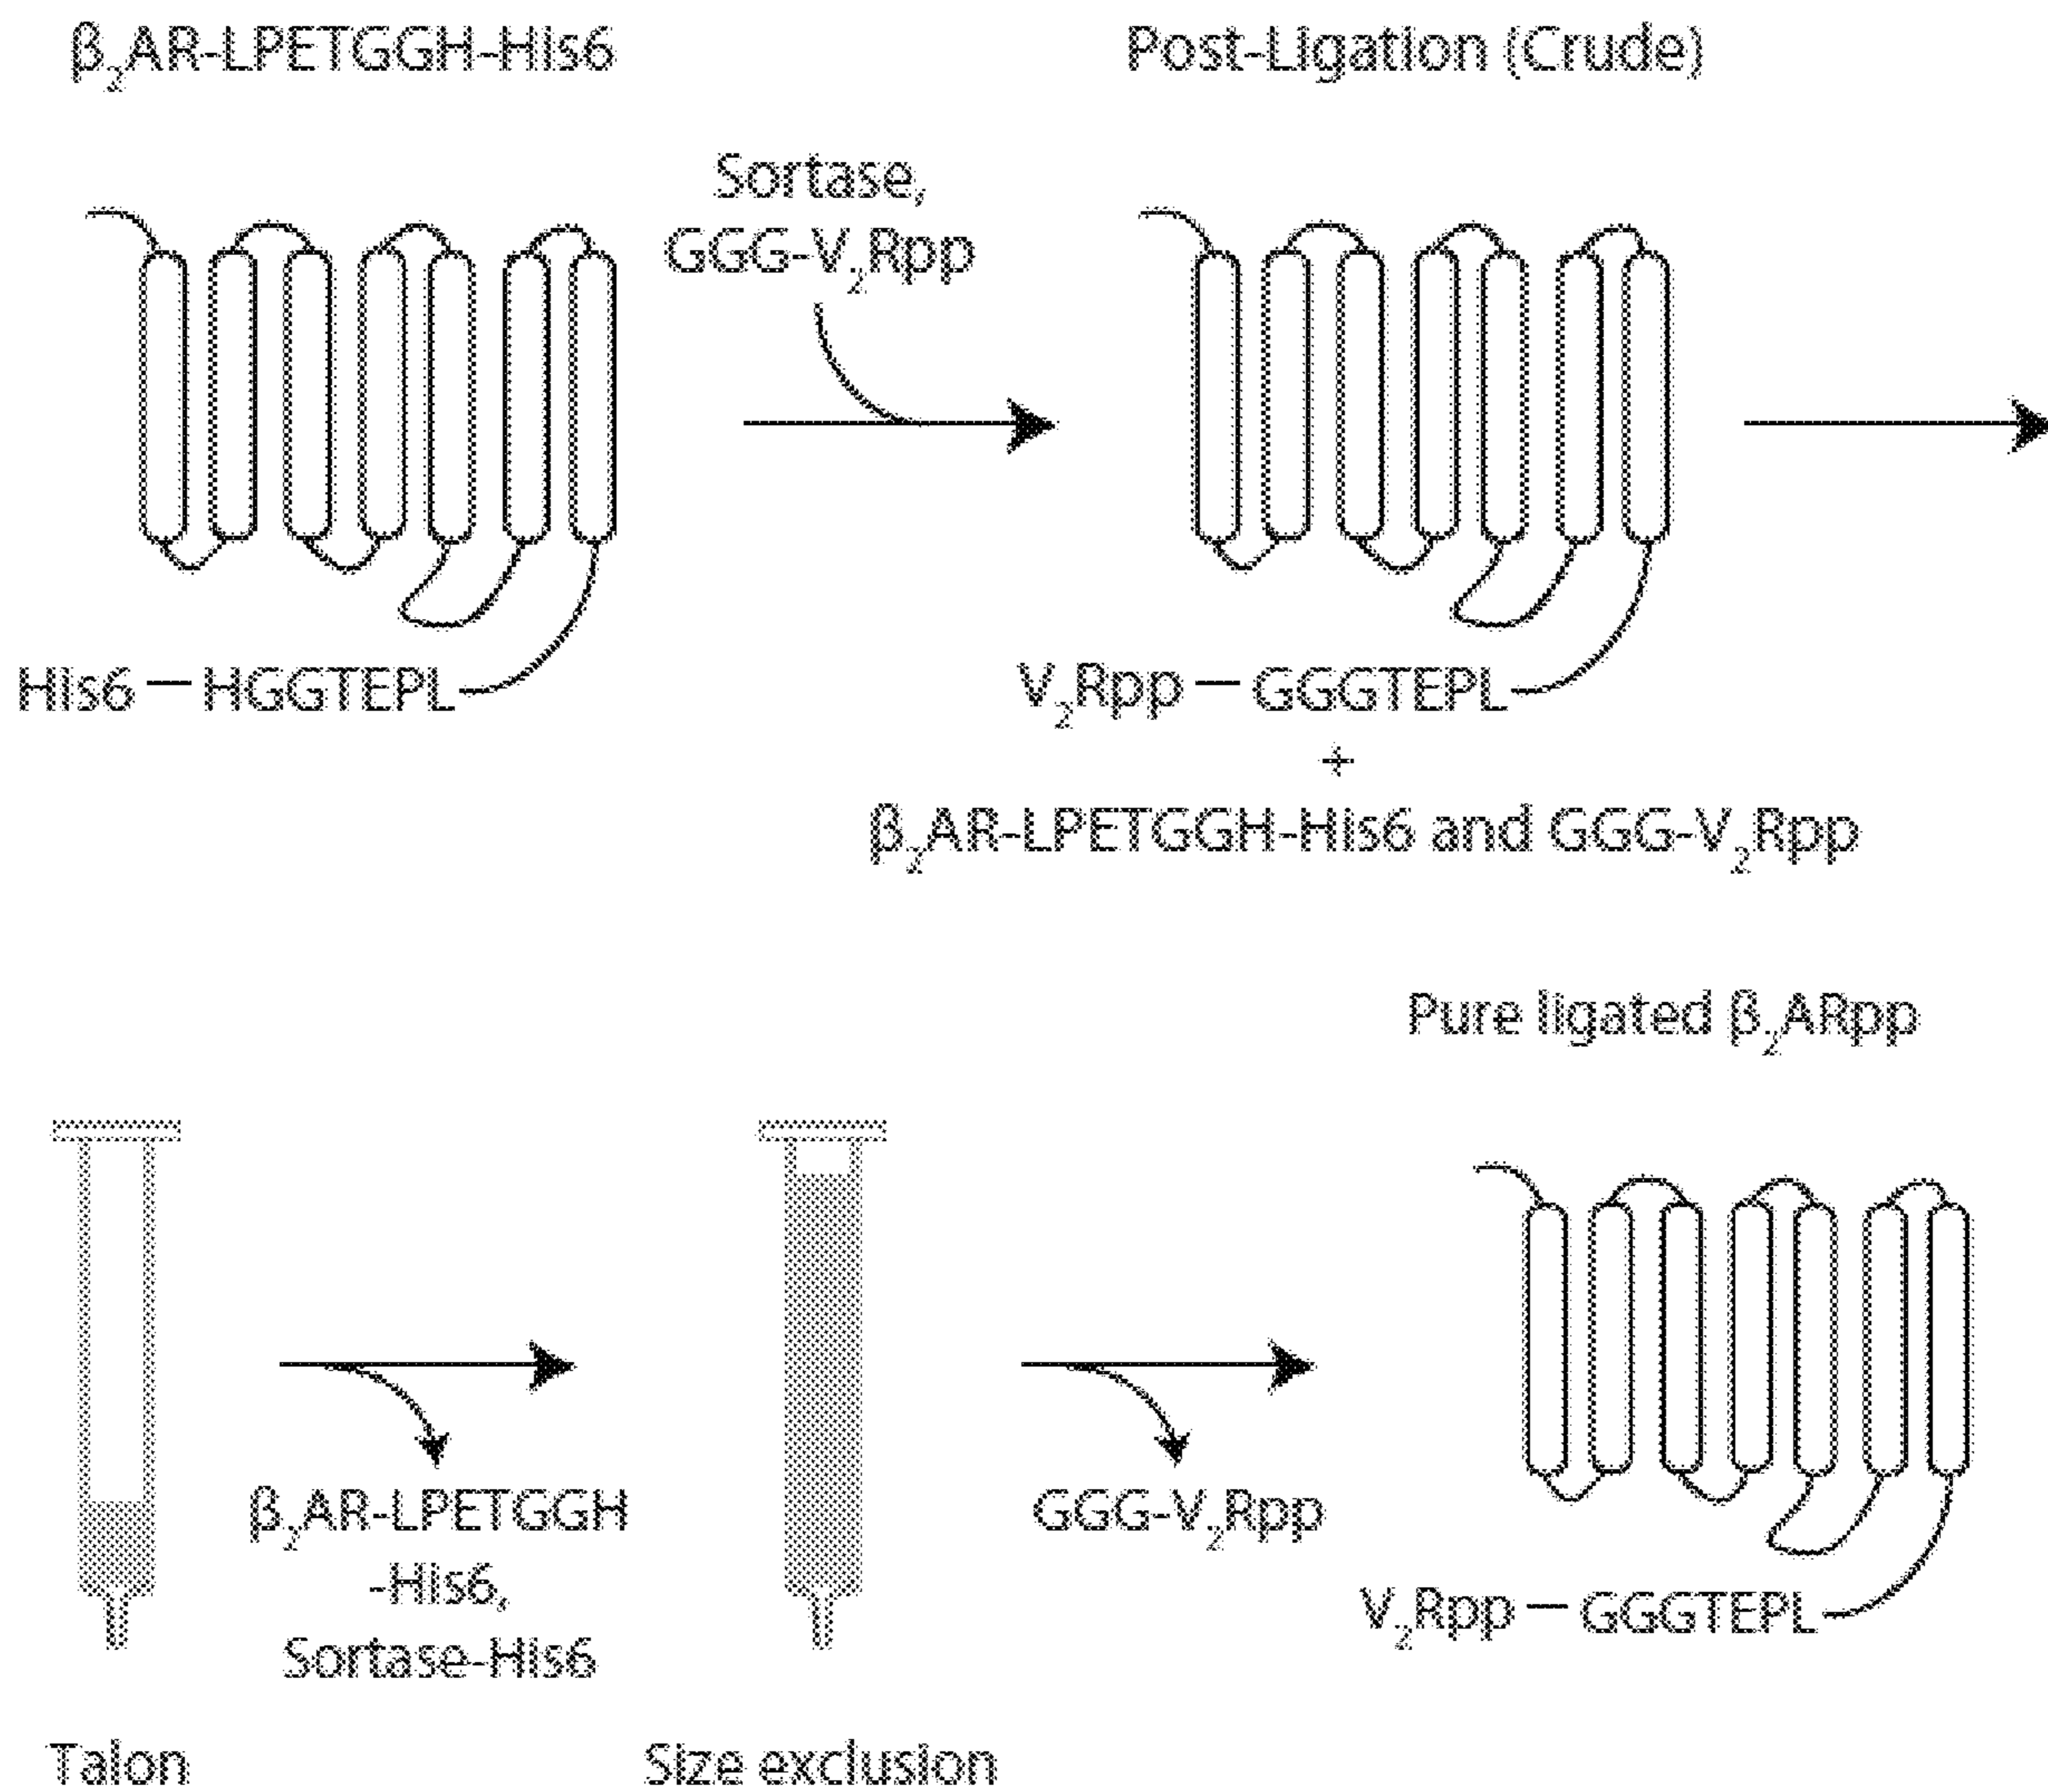 β₂AR-LPETGGH-His6
Post-Ligation (Crude)
Sortase,
GGG-V₂Rpp
His6 — HGGTEPL
V₂Rpp — GGGTEPL
+
β₂AR-LPETGGH-His6 and GGG-V₂Rpp
Pure ligated β₂ARpp
β₂AR-LPETGGH
-His6,
Sortase-His6
GGG-V₂Rpp
V₂Rpp — GGGTEPL
Talon
Size exclusion